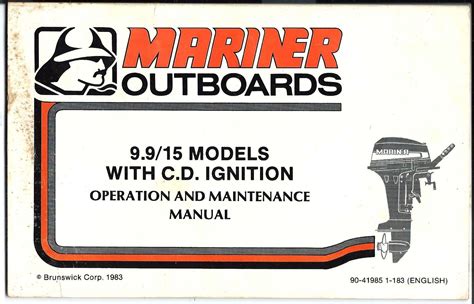 MARINER
OUTBOARDS
9.9/15 MODELS
WITH C.D. IGNITION
OPERATION AND MAINTENANCE
MANUAL
MARINER
© Brunswick Corp. 1983
90-41985 1-183 (ENGLISH)